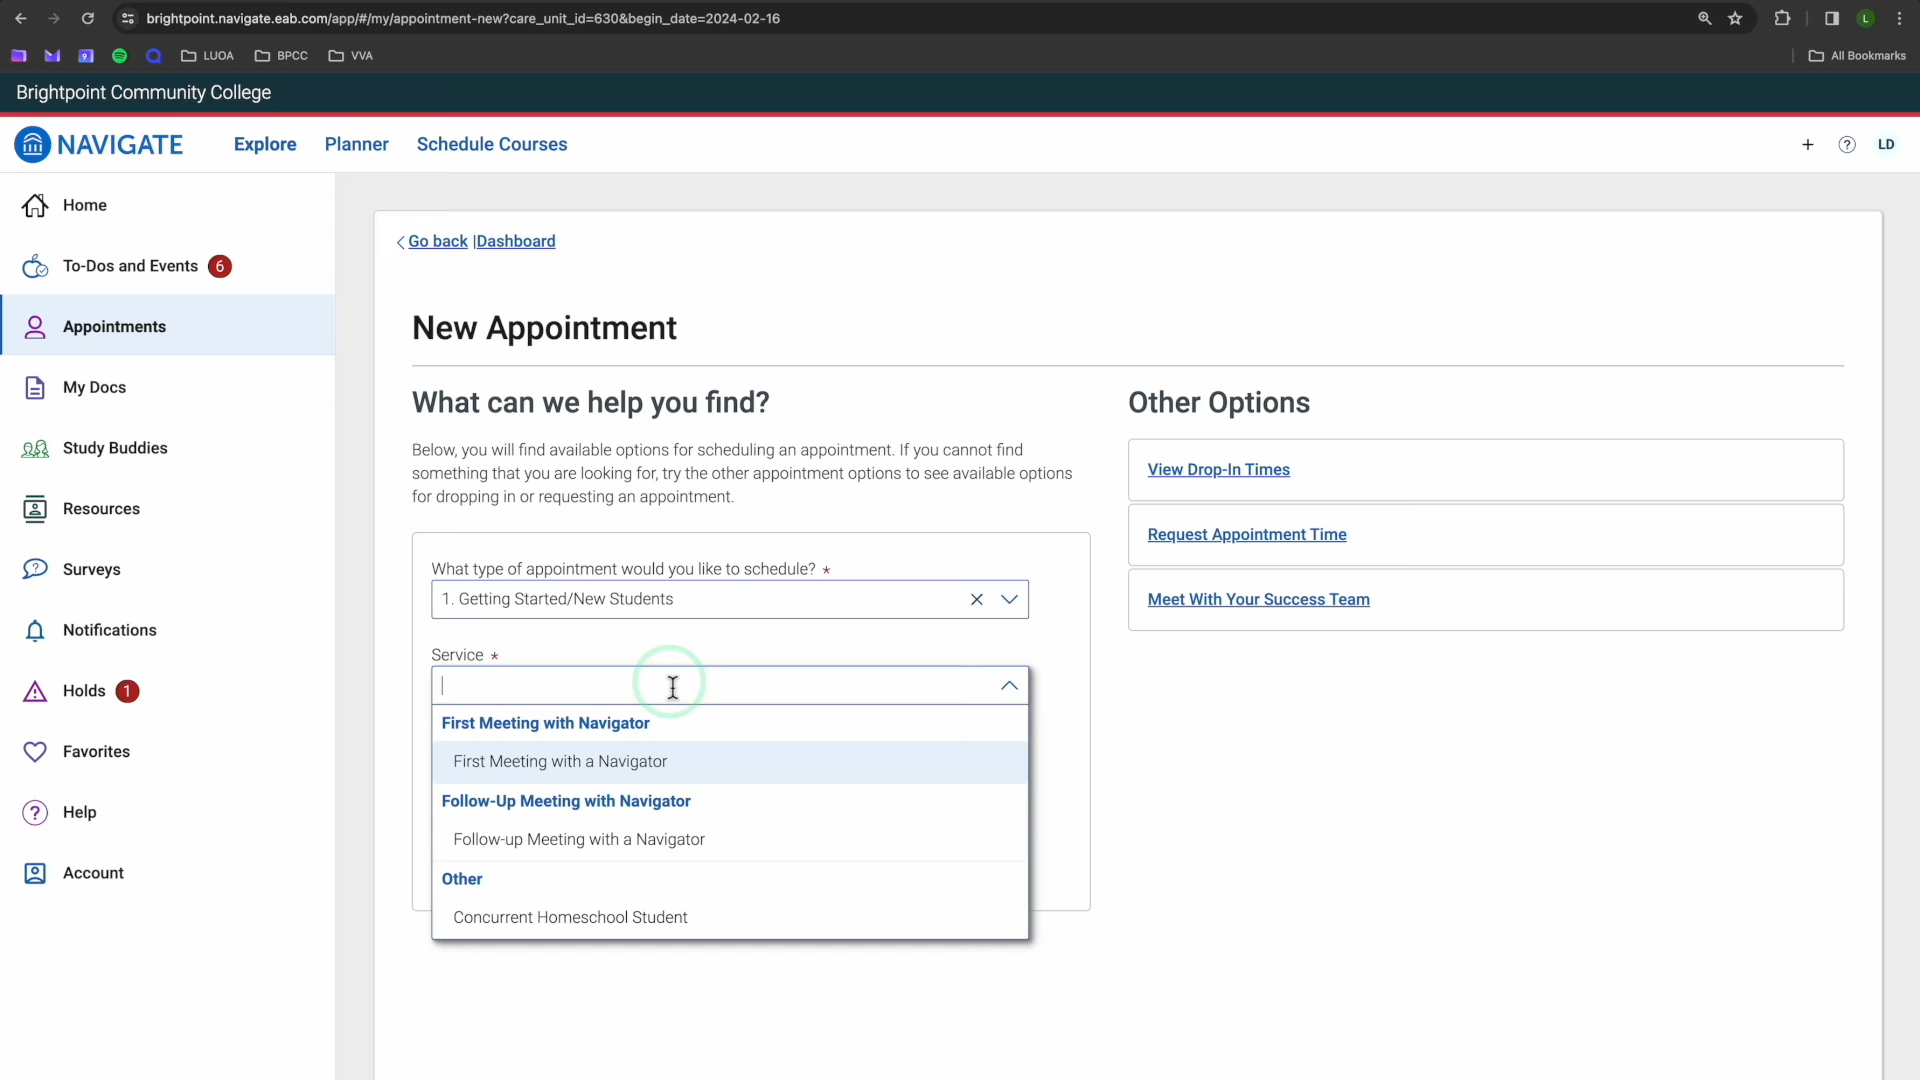 brightpoint.navigate.eab.com/app/#/my/appointment-new?care_unit_id=630&begin_date=2024-02-16
L
9
LUOA
BPCC
VVA
All Bookmarks
Brightpoint Community College
NAVIGATE
Explore
Planner
Schedule Courses
+
?
LD
Home
To-Dos and Events 6
Appointments
My Docs
Study Buddies
Resources
Surveys
Notifications
Holds 1
Favorites
Help
Account
Go back |Dashboard
New Appointment
What can we help you find?
Below, you will find available options for scheduling an appointment. If you cannot find
something that you are looking for, try the other appointment options to see available options
for dropping in or requesting an appointment.
What type of appointment would you like to schedule? *
1. Getting Started/New Students
Service *
First Meeting with Navigator
First Meeting with a Navigator
Follow-Up Meeting with Navigator
Follow-up Meeting with a Navigator
Other
Concurrent Homeschool Student
Other Options
View Drop-In Times
Request Appointment Time
Meet With Your Success Team